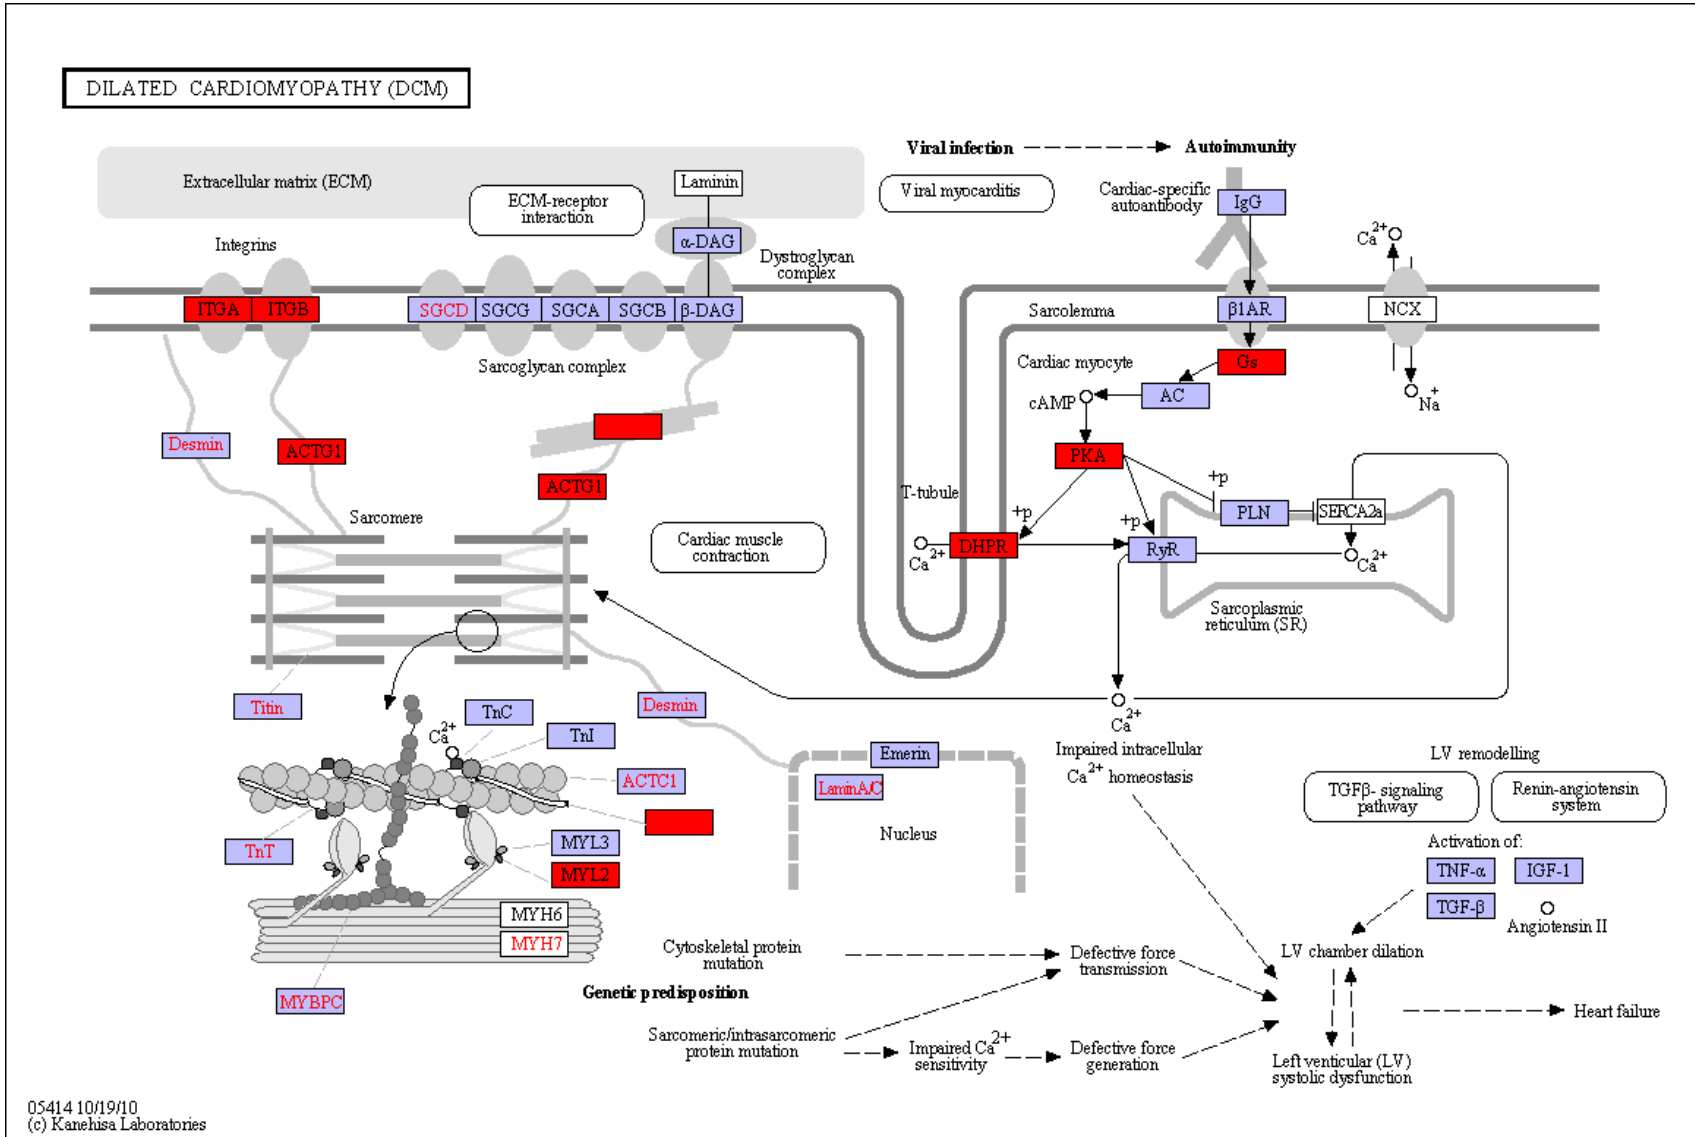 DILATED CARDIOMYOPATHY (DCM)
Viral infection
Autoimmunity
Extracellular matrix (ECM)
Laminin
ECM-receptor
interaction
Viral myocarditis
Cardiac-specific
autoantibody
IgG
Integrins
α-DAG
Dystroglycan
complex
Ca2+
ITGA
ITGB
SGCD
SGCG
SGCA
SGCB
β-DAG
Sarcolemma
β1AR
NCX
Sarcoglycan complex
Cardiac myocyte
Gs
cAMP
AC
Na+
Desmin
ACTG1
PKA
ACTG1
T-tubule
+p
+p
+p
PLN
SERCA2a
Sarcomere
Cardiac muscle
contraction
Ca2+
DHPR
RyR
Ca2+
Sarcoplasmic
reticulum (SR)
Titin
TnC
TnI
Ca2+
Desmin
Ca2+
Impaired intracellular
Ca2+ homeostasis
Emerin
LaminA/C
Nucleus
ACTC1
TnT
MYL3
MYL2
MYH6
MYH7
MYBPC
LV remodelling
TGFβ- signaling
pathway
Renin-angiotensin
system
Activation of:
TNF-α
IGF-1
TGF-β
Angiotensin II
Cytoskeletal protein
mutation
Defective force
transmission
LV chamber dilation
Genetic predisposition
Heart failure
Sarcomeric/intrasarcomeric
protein mutation
Impaired Ca2+
sensitivity
Defective force
generation
Left venticular (LV)
systolic dysfunction
05414 10/19/10
(c) Kanehisa Laboratories